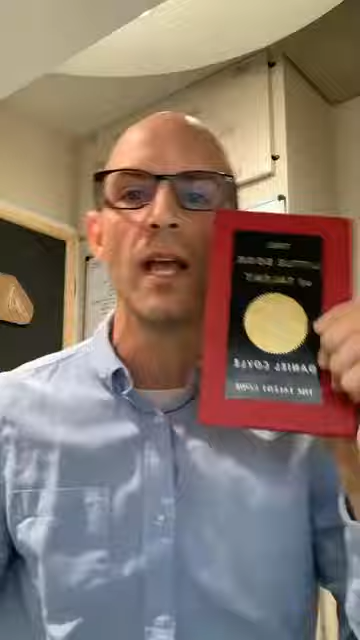 THE
LITTLE BOOK
OF TALENT
DANIEL COYLE
THE TALENT CODE